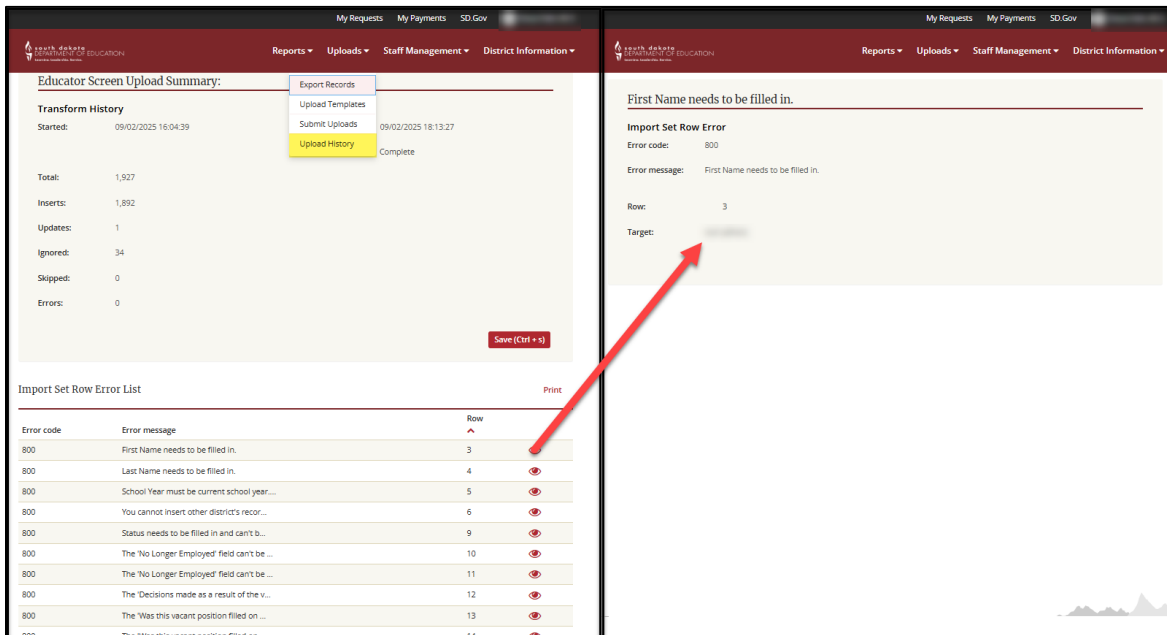 My Requests My Payments SD.Gov
south dakota
DEPARTMENT OF EDUCATION
Reports Uploads Staff Management District Information
Educator Screen Upload Summary:
Export Records
Upload Templates
Submit Uploads
Upload History
Transform History
Started: 09/02/2025 16:04:39 09/02/2025 18:13:27
Complete
Total: 1,927
Inserts: 1,892
Updates: 1
Ignored: 34
Skipped: 0
Errors: 0
Save (Ctrl + s)
Import Set Row Error List Print
Error code Error message Row
800 First Name needs to be filled in. 3
800 Last Name needs to be filled in. 4
800 School Year must be current school year.... 5
800 You cannot insert other district's recor... 6
800 Status needs to be filled in and can't b... 9
800 The 'No Longer Employed' field can't be ... 10
800 The 'No Longer Employed' field can't be ... 11
800 The 'Decisions made as a result of the v... 12
800 The 'Was this vacant position filled on ... 13
My Requests My Payments SD.Gov
south dakota
DEPARTMENT OF EDUCATION
Reports Uploads Staff Management District Information
First Name needs to be filled in.
Import Set Row Error
Error code: 800
Error message: First Name needs to be filled in.
Row: 3
Target: